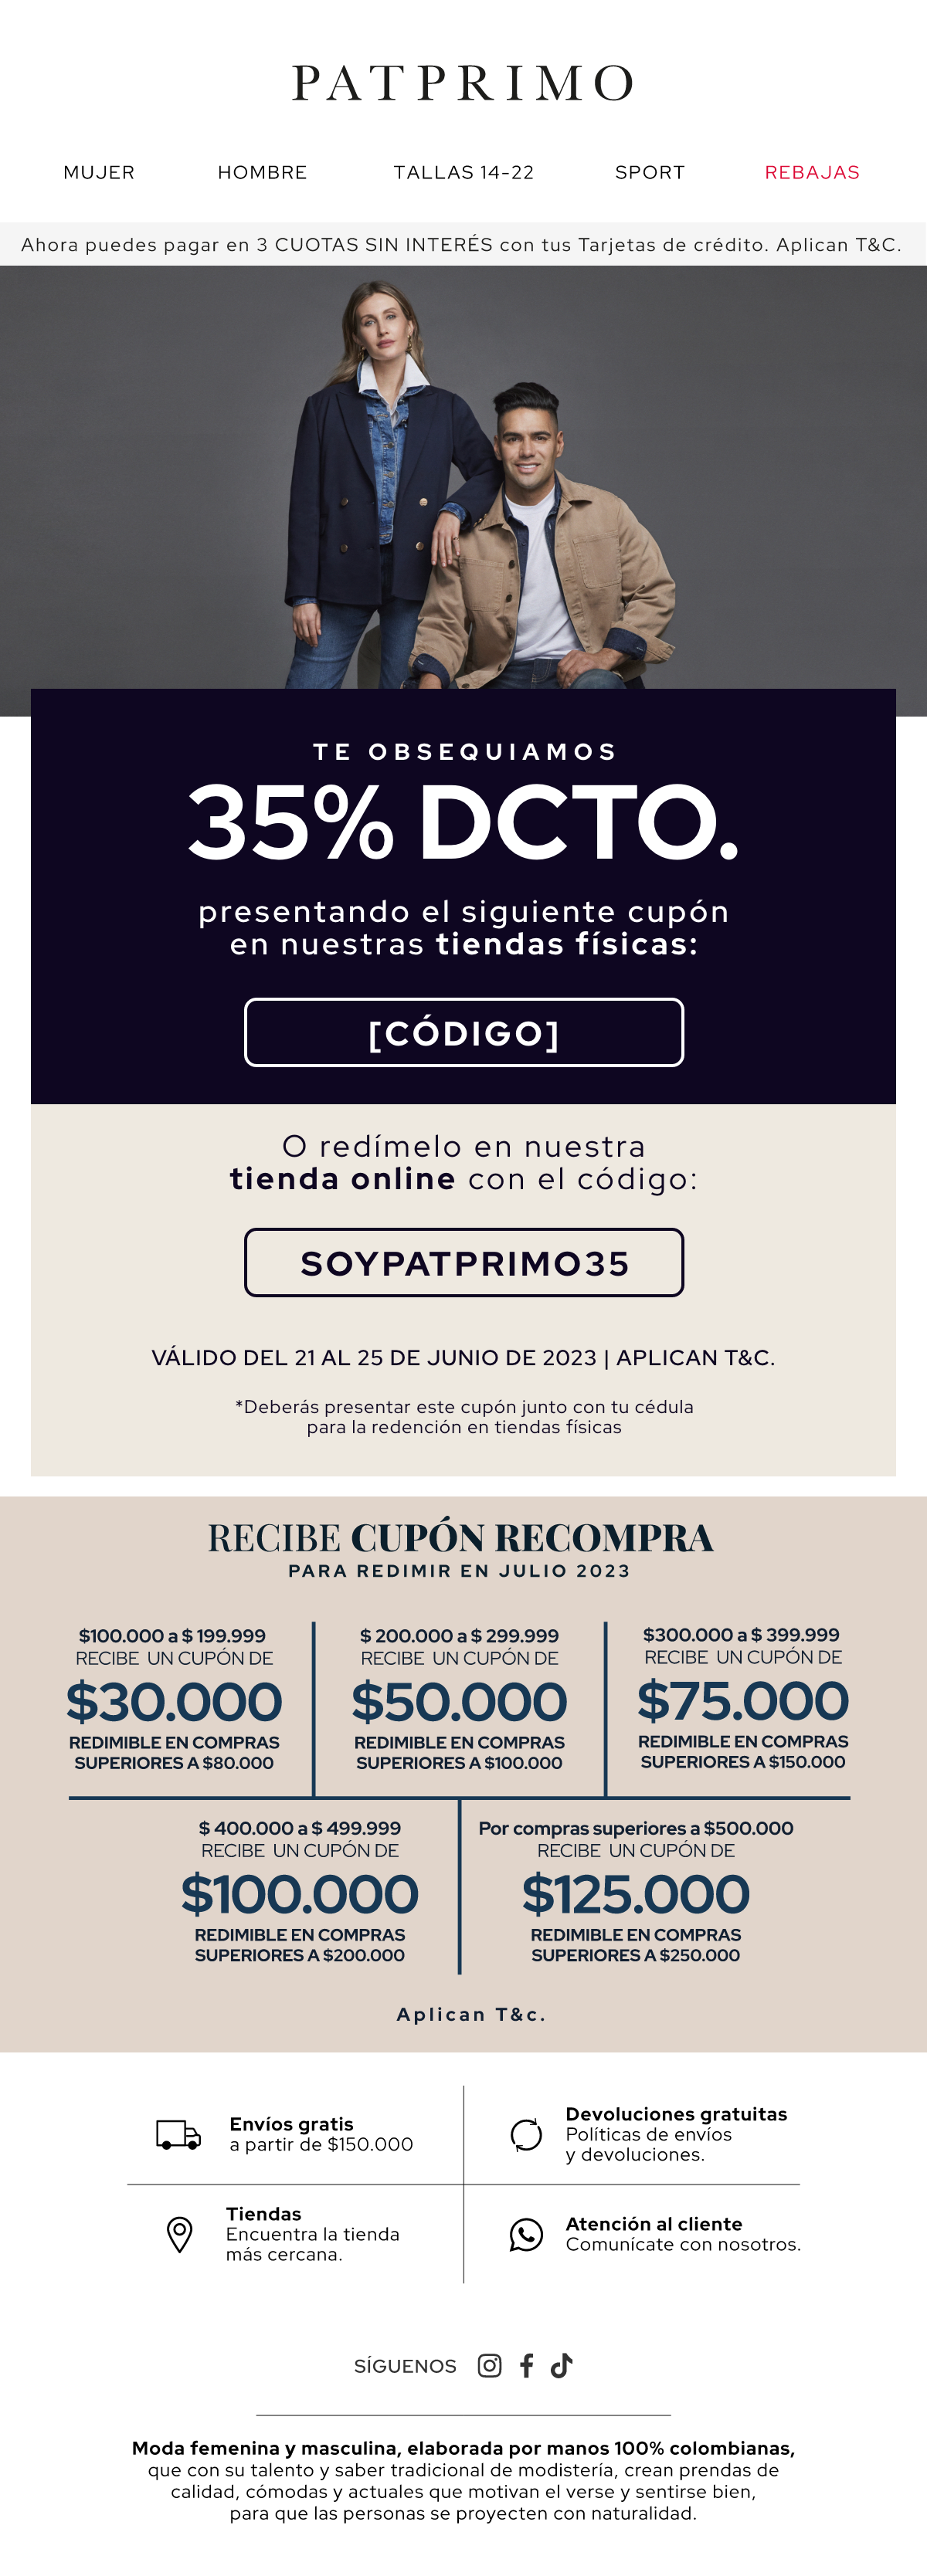 PATPRIMO
MUJER HOMBRE TALLAS 14-22 SPORT REBAJAS
Ahora puedes pagar en 3 CUOTAS SIN INTERÉS con tus Tarjetas de crédito. Aplican T&C.
TE OBSEQUIAMOS
35% DCTO.
presentando el siguiente cupón
en nuestras tiendas físicas:
[CÓDIGO]
O redímelo en nuestra
tienda online con el código:
SOYPATPRIMO35
VÁLIDO DEL 21 AL 25 DE JUNIO DE 2023 | APLICAN T&C.
*Deberás presentar este cupón junto con tu cédula
para la redención en tiendas físicas
RECIBE CUPÓN RECOMPRA
PARA REDIMIR EN JULIO 2023
$100.000 a $ 199.999
RECIBE UN CUPÓN DE
$30.000
REDIMIBLE EN COMPRAS
SUPERIORES A $80.000
$ 200.000 a $ 299.999
RECIBE UN CUPÓN DE
$50.000
REDIMIBLE EN COMPRAS
SUPERIORES A $100.000
$300.000 a $ 399.999
RECIBE UN CUPÓN DE
$75.000
REDIMIBLE EN COMPRAS
SUPERIORES A $150.000
$ 400.000 a $ 499.999
RECIBE UN CUPÓN DE
$100.000
REDIMIBLE EN COMPRAS
SUPERIORES A $200.000
Por compras superiores a $500.000
RECIBE UN CUPÓN DE
$125.000
REDIMIBLE EN COMPRAS
SUPERIORES A $250.000
Aplican T&c.
Envíos gratis
a partir de $150.000
Devoluciones gratuitas
Políticas de envíos
y devoluciones.
Tiendas
Encuentra la tienda
más cercana.
Atención al cliente
Comunícate con nosotros.
SÍGUENOS
Moda femenina y masculina, elaborada por manos 100% colombianas,
que con su talento y saber tradicional de modistería, crean prendas de
calidad, cómodas y actuales que motivan el verse y sentirse bien,
para que las personas se proyecten con naturalidad.